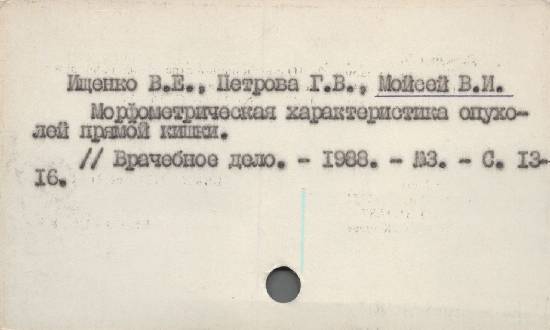 Ищенко В.Е., Петрова Г.В., Мойсей В.И.
Морфометрическая характеристика опухо-
лей прямой кишки.
// Врачебное дело. - 1988. - №3. - С. 13-
16.